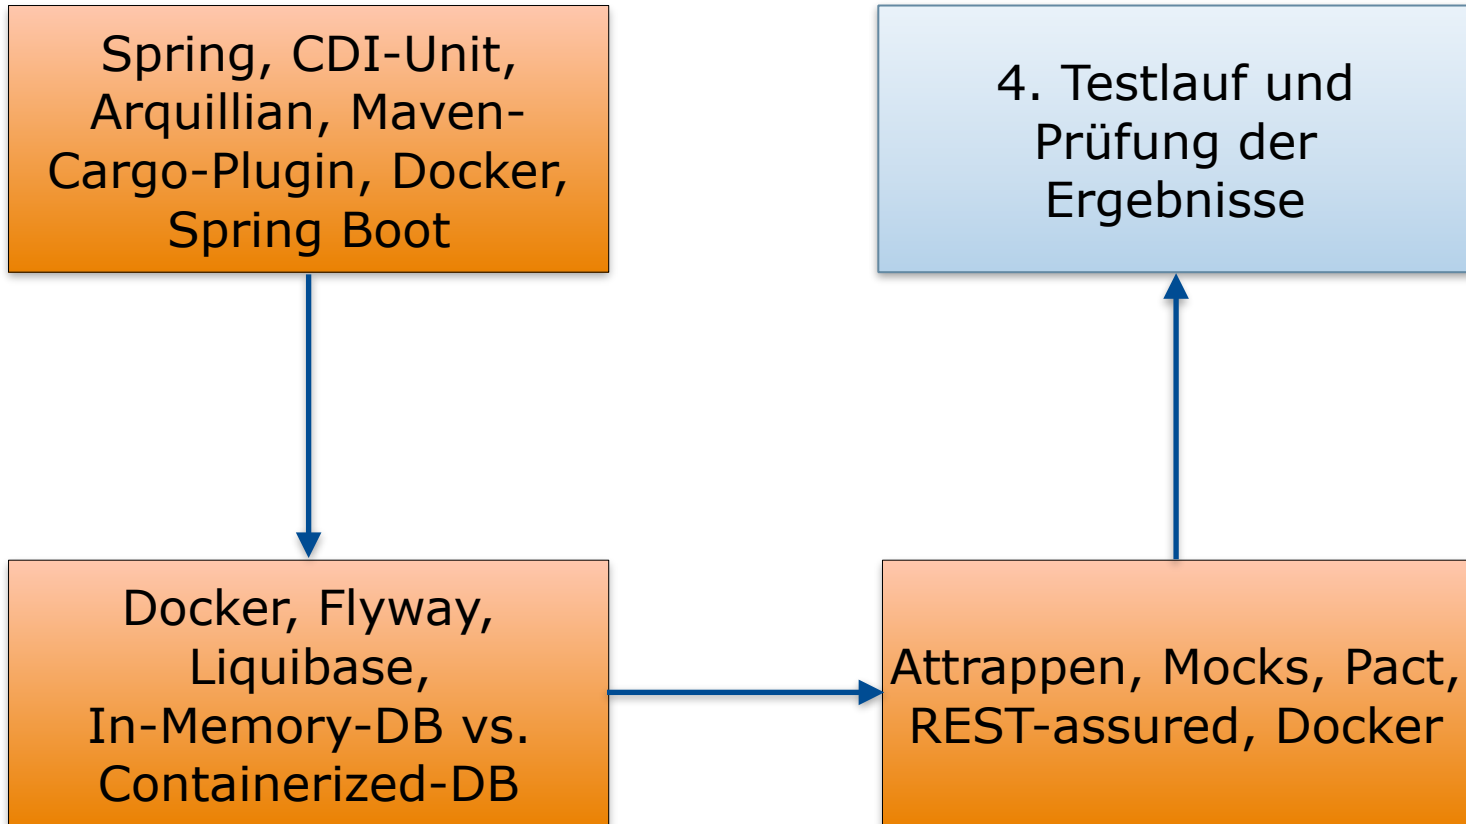 Spring, CDI-Unit,
Arquillian, Maven-
Cargo-Plugin, Docker,
Spring Boot
4. Testlauf und
Prüfung der
Ergebnisse
Docker, Flyway,
Liquibase,
In-Memory-DB vs.
Containerized-DB
Attrappen, Mocks, Pact,
REST-assured, Docker